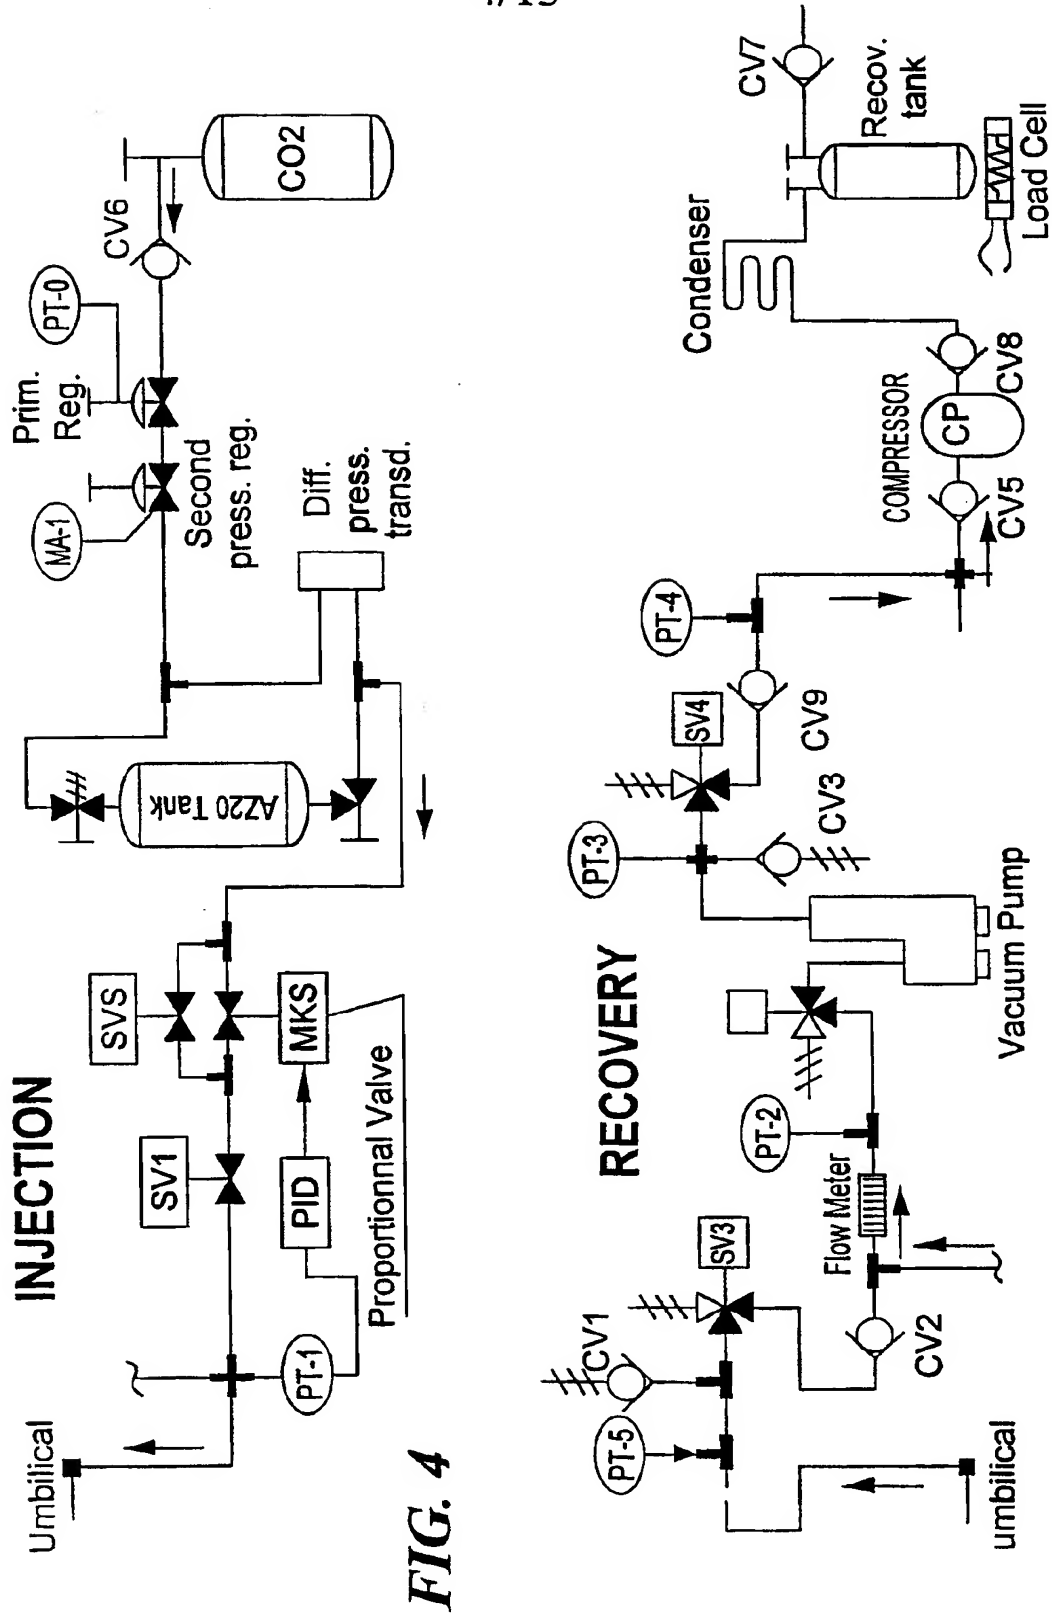 INJECTION
Umbilical
SV1
SVS
PT-1
PID
MKS
Proportionnal Valve
AZ20 Tank
MA-1
Second
press. reg.
Prim.
Reg.
PT-0
CV6
CO2
Diff.
press.
transd.
FIG. 4
RECOVERY
umbilical
PT-5
CV1
SV3
CV2
Flow Meter
PT-2
Vacuum Pump
PT-3
CV3
SV4
CV9
PT-4
CV5
COMPRESSOR
CP
CV8
Condenser
CV7
Recov.
tank
Load Cell